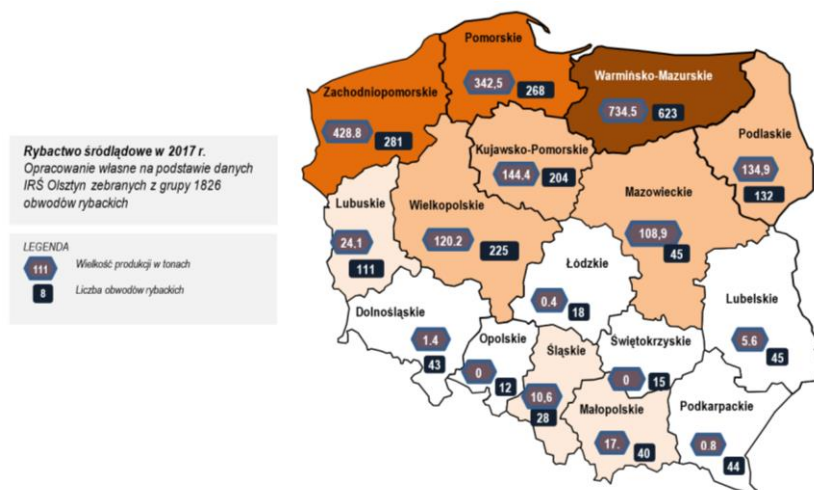 Pomorskie
342,5
268
Warmińsko-Mazurskie
734.5
623
Zachodniopomorskie
428.8
281
Podlaskie
134,9
132
Kujawsko-Pomorskie
144.4
204
Rybactwo śródlądowe w 2017 r.
Opracowanie własne na podstawie danych
IRŚ Olsztyn zebranych z grupy 1826
obwodów rybackich
Mazowieckie
108,9
45
Lubuskie
24,1
111
Wielkopolskie
120.2
225
LEGENDA
111 Wielkość produkcji w tonach
8 Liczba obwodów rybackich
Łódzkie
0.4
18
Lubelskie
5.6
45
Dolnośląskie
1.4
43
Opolskie
0
12
Śląskie
10,6
28
Świętokrzyskie
0
15
Małopolskie
17.
40
Podkarpackie
0.8
44